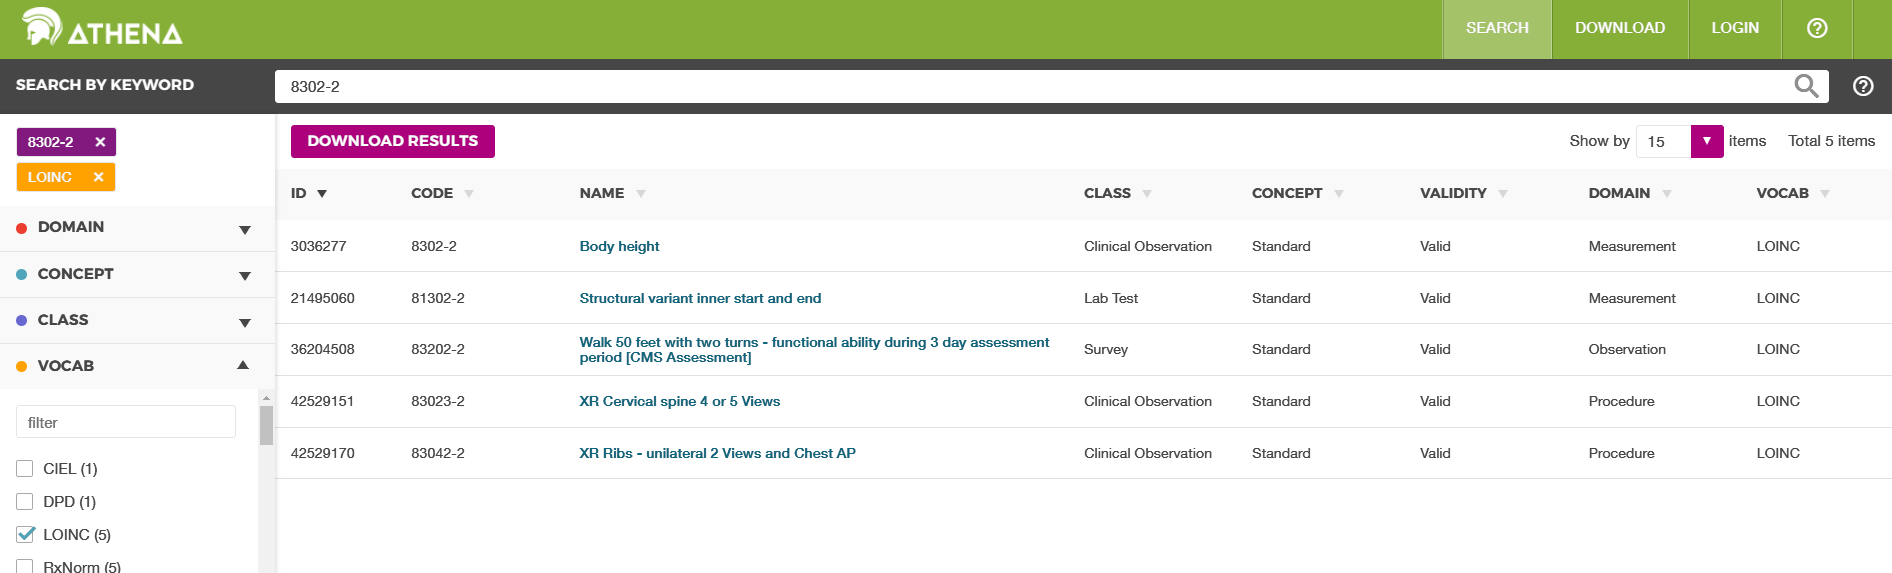 ATHENA
SEARCH DOWNLOAD LOGIN ?
SEARCH BY KEYWORD 8302-2 ?
8302-2 ×
LOINC ×
DOWNLOAD RESULTS Show by 15 items Total 5 items
ID CODE NAME CLASS CONCEPT VALIDITY DOMAIN VOCAB
3036277 8302-2 Body height Clinical Observation Standard Valid Measurement LOINC
21495060 81302-2 Structural variant inner start and end Lab Test Standard Valid Measurement LOINC
36204508 83202-2 Walk 50 feet with two turns - functional ability during 3 day assessment
period [CMS Assessment] Survey Standard Valid Observation LOINC
42529151 83023-2 XR Cervical spine 4 or 5 Views Clinical Observation Standard Valid Procedure LOINC
42529170 83042-2 XR Ribs - unilateral 2 Views and Chest AP Clinical Observation Standard Valid Procedure LOINC
DOMAIN
CONCEPT
CLASS
VOCAB
filter
CIEL (1)
DPD (1)
LOINC (5)
RxNorm (5)